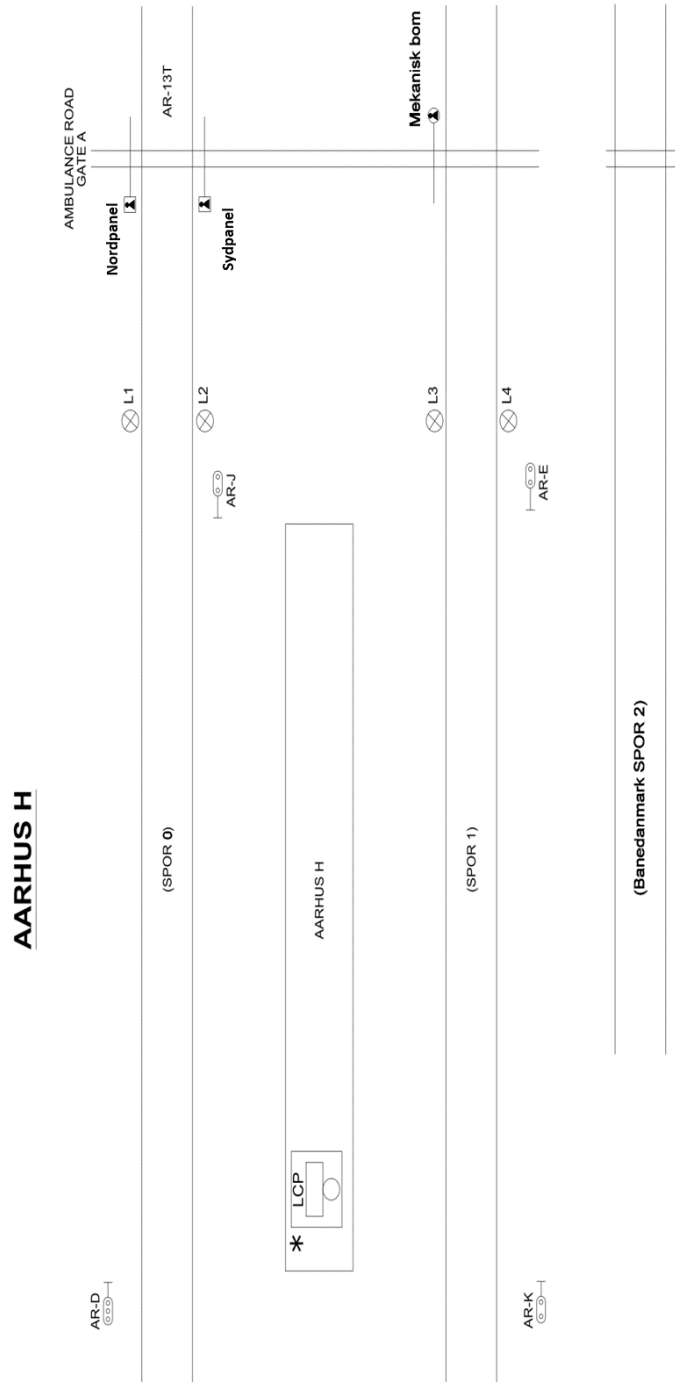 AARHUS H
AMBULANCE ROAD
GATE A
Nordpanel
AR-13T
Sydpanel
Mekanisk bom
L1
L2
L3
L4
AR-J
AR-E
(SPOR 0)
AARHUS H
(SPOR 1)
(Banedanmark SPOR 2)
LCP
*
AR-D
AR-K